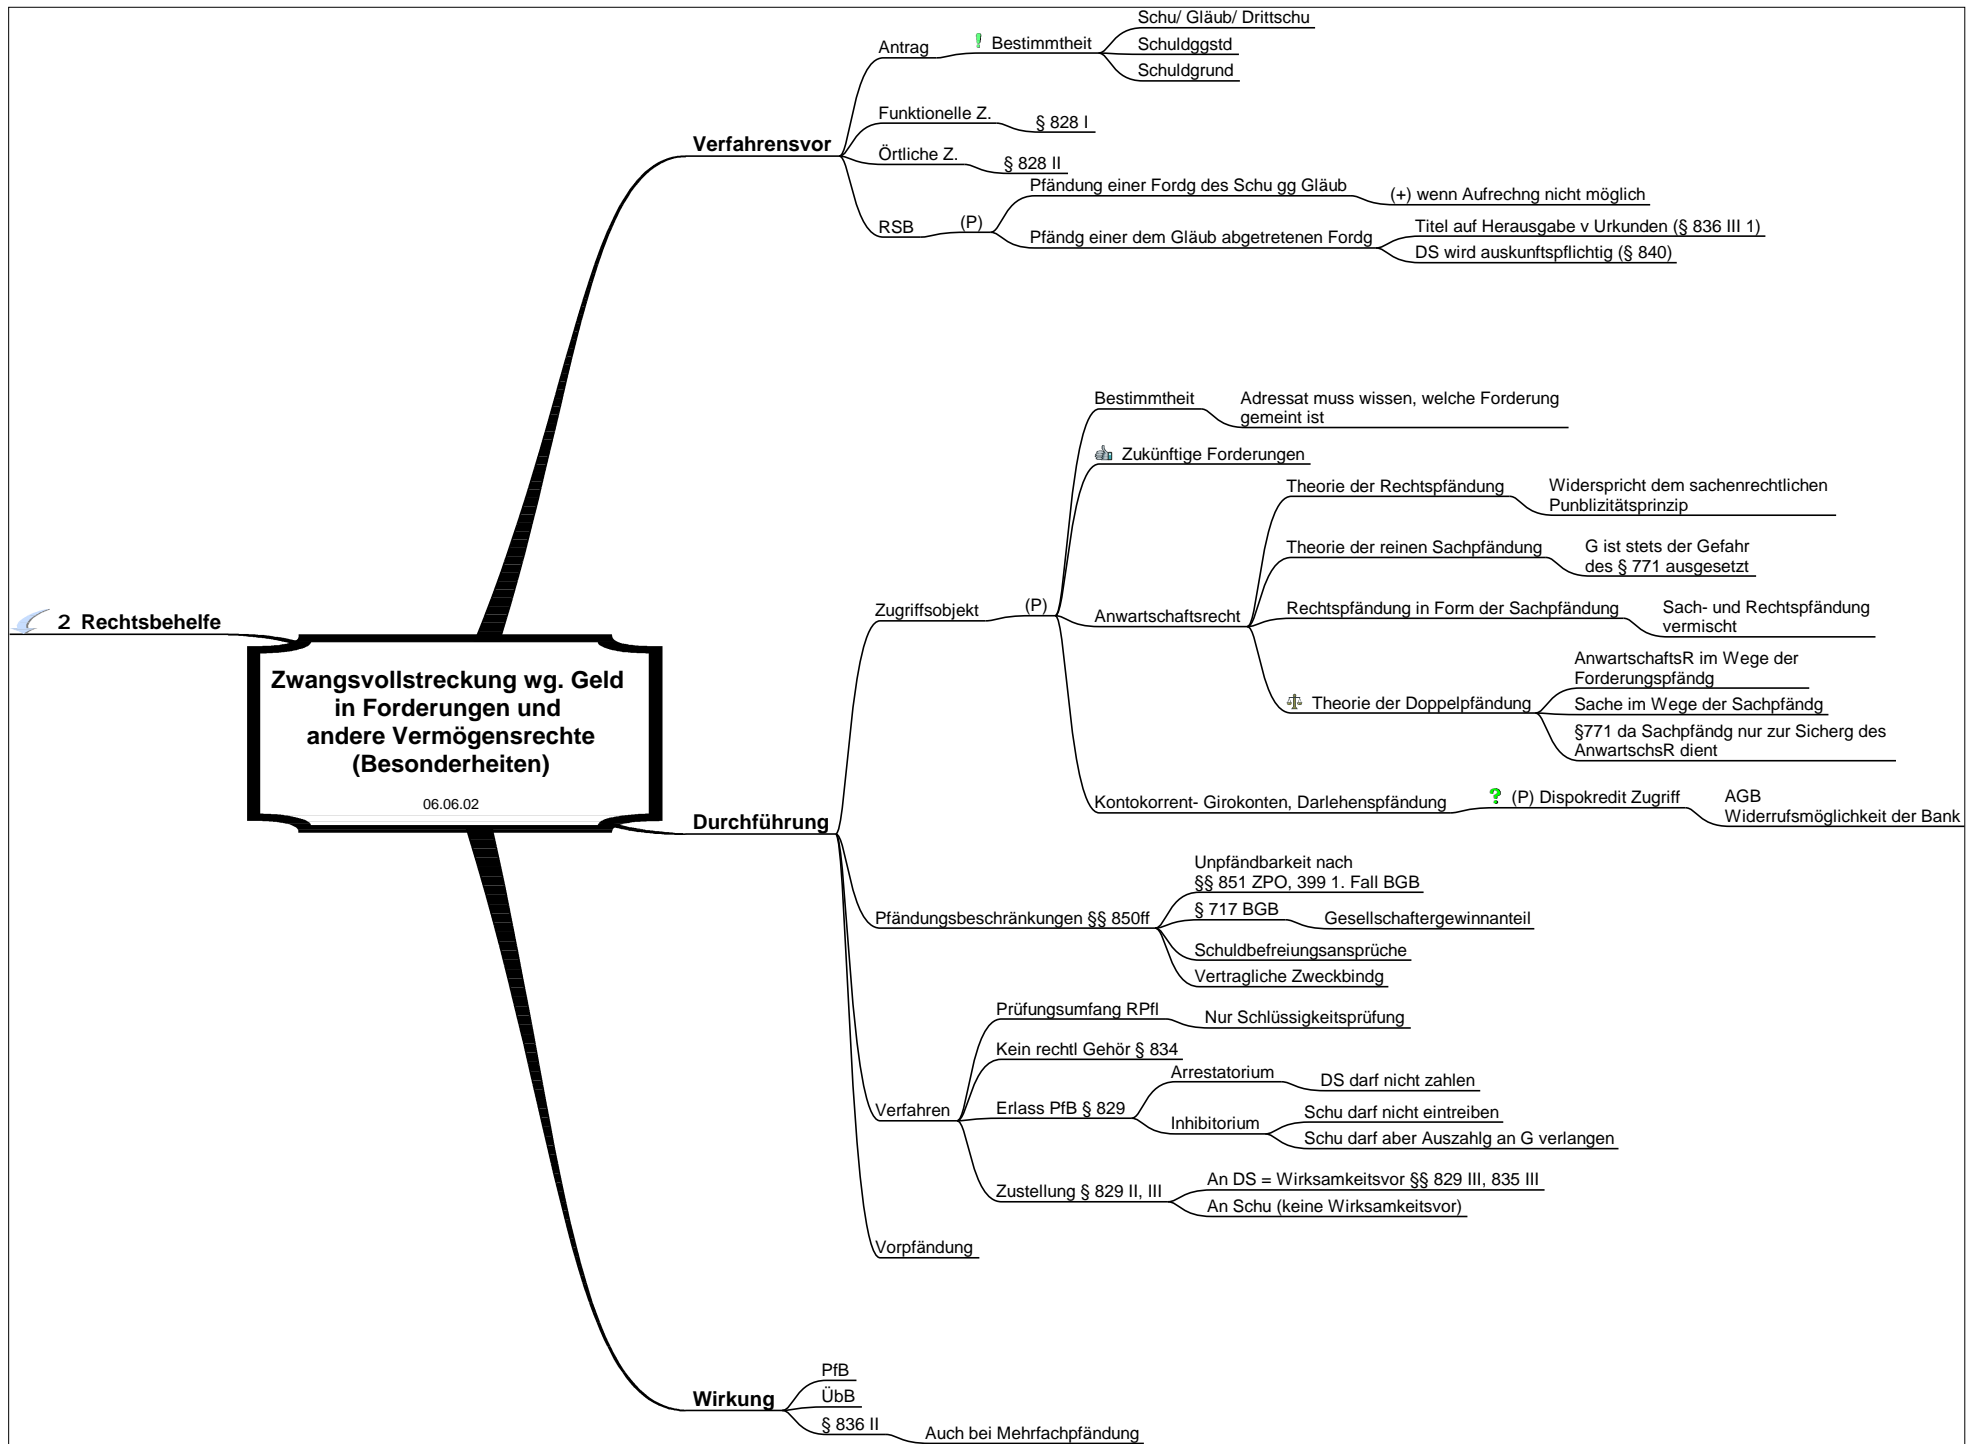 Zwangsvollstreckung wg. Geld
in Forderungen und
andere Vermögensrechte
(Besonderheiten)
06.06.02
Verfahrensvor
Antrag
Bestimmtheit
Schu/ Gläub/ Drittschu
Schuldggstd
Schuldgrund
Funktionelle Z.
§ 828 I
Örtliche Z.
§ 828 II
RSB
(P)
Pfändung einer Fordg des Schu gg Gläub
(+) wenn Aufrechng nicht möglich
Pfändg einer dem Gläub abgetretenen Fordg
Titel auf Herausgabe v Urkunden (§ 836 III 1)
DS wird auskunftspflichtig (§ 840)
Durchführung
Zugriffsobjekt
(P)
Bestimmtheit
Adressat muss wissen, welche Forderung
gemeint ist
Zukünftige Forderungen
Anwartschaftsrecht
Theorie der Rechtspfändung
Widerspricht dem sachenrechtlichen
Punblizitätsprinzip
Theorie der reinen Sachpfändung
G ist stets der Gefahr
des § 771 ausgesetzt
Rechtspfändung in Form der Sachpfändung
Sach- und Rechtspfändung
vermischt
Theorie der Doppelpfändung
AnwartschaftsR im Wege der
Forderungspfändg
Sache im Wege der Sachpfändg
§771 da Sachpfändg nur zur Sicherg des
AnwartschsR dient
Kontokorrent- Girokonten, Darlehenspfändung
(P) Dispokredit Zugriff
AGB
Widerrufsmöglichkeit der Bank
Pfändungsbeschränkungen §§ 850ff
Unpfändbarkeit nach
§§ 851 ZPO, 399 1. Fall BGB
§ 717 BGB
Gesellschaftergewinnanteil
Schuldbefreiungsansprüche
Vertragliche Zweckbindg
Verfahren
Prüfungsumfang RPfl
Nur Schlüssigkeitsprüfung
Kein rechtl Gehör § 834
Erlass PfB § 829
Arrestatorium
DS darf nicht zahlen
Inhibitorium
Schu darf nicht eintreiben
Schu darf aber Auszahlg an G verlangen
Zustellung § 829 II, III
An DS = Wirksamkeitsvor §§ 829 III, 835 III
An Schu (keine Wirksamkeitsvor)
Vorpfändung
Wirkung
PfB
ÜbB
§ 836 II
Auch bei Mehrfachpfändung
2 Rechtsbehelfe